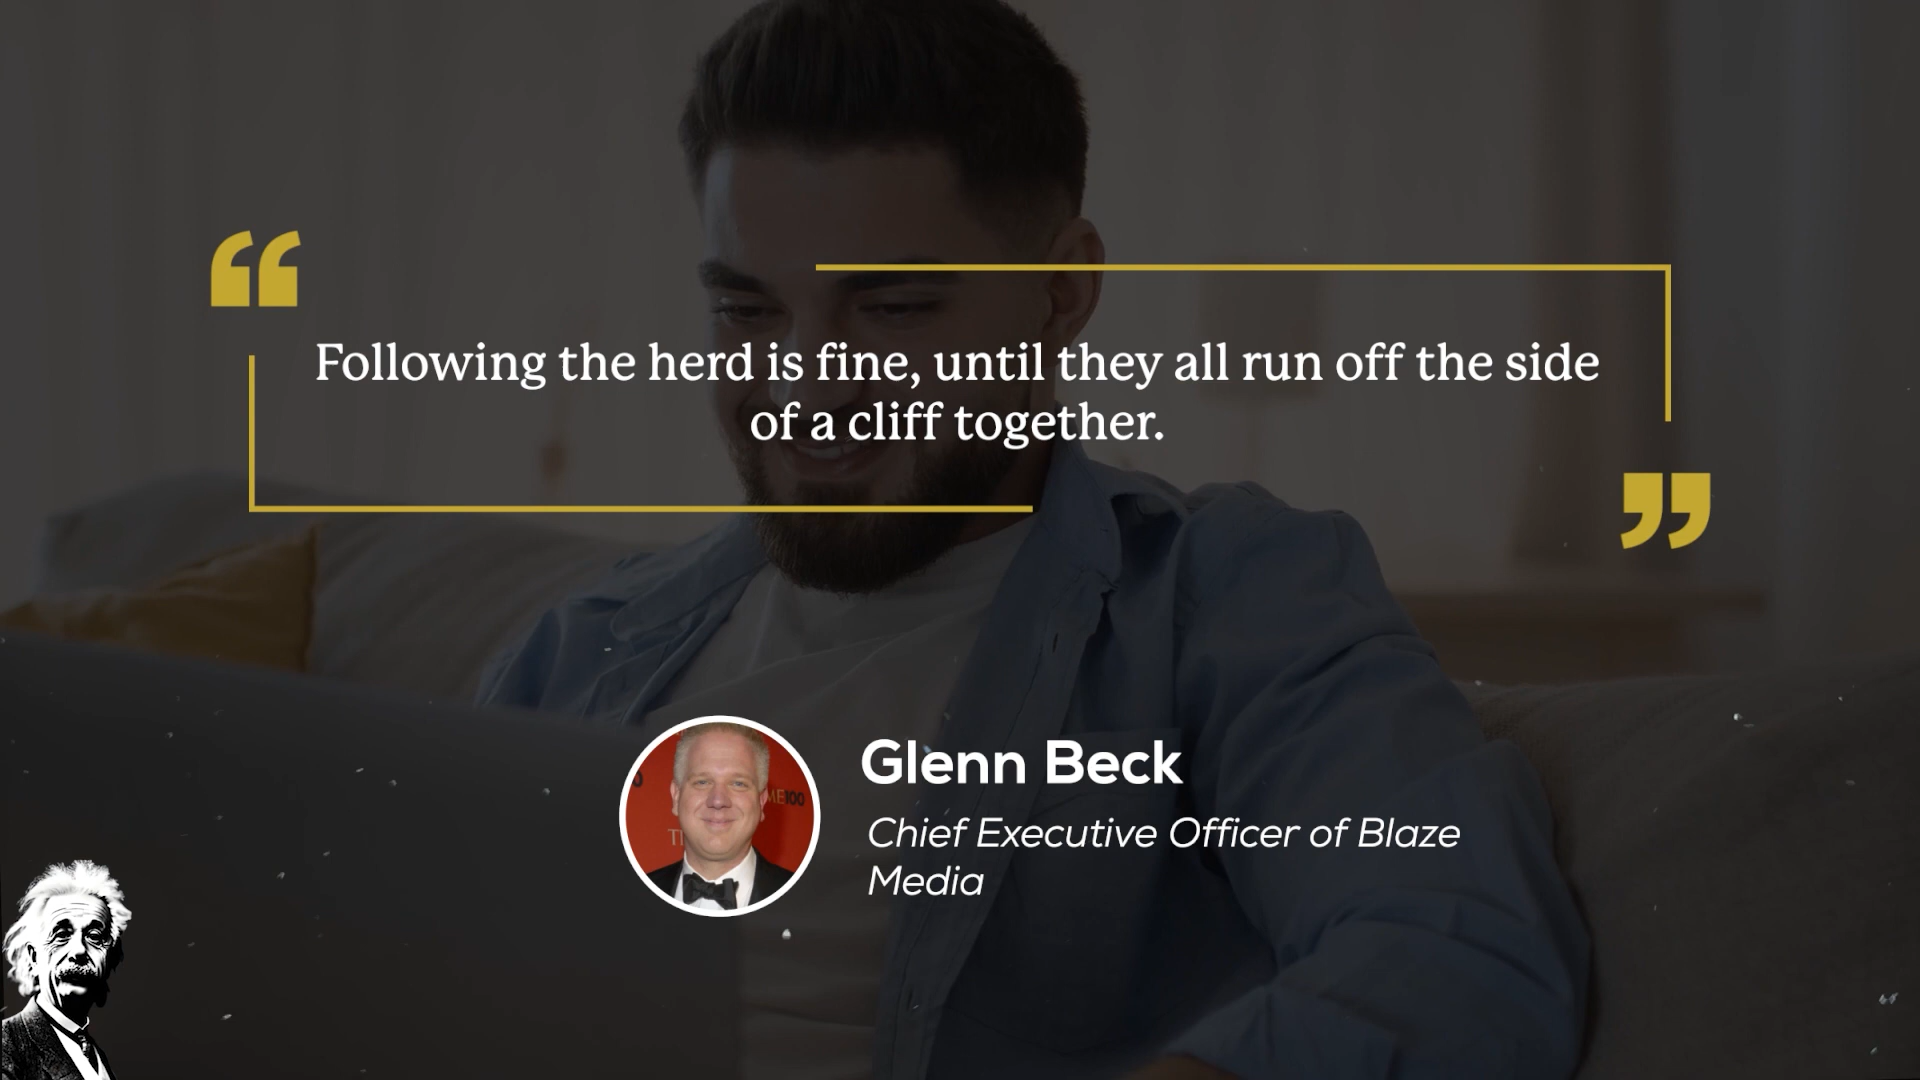 “
Following the herd is fine, until they all run off the side
of a cliff together.
”
Glenn Beck
Chief Executive Officer of Blaze
Media
ME100